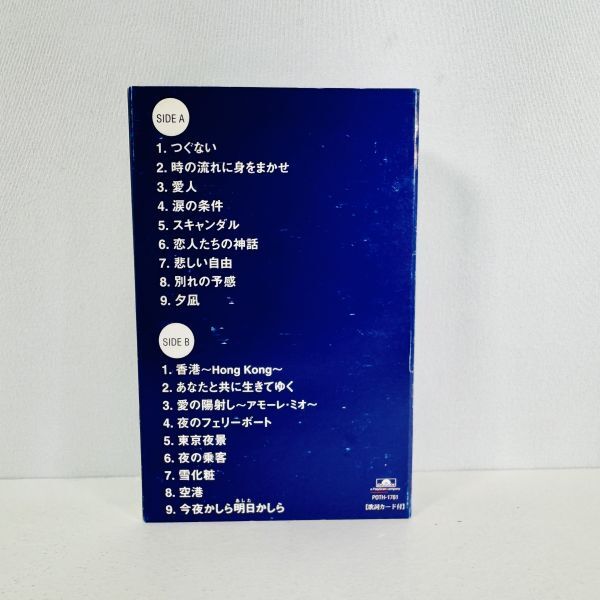 SIDE A
1. つぐない
2. 時の流れに身をまかせ
3. 愛人
4. 涙の条件
5. スキャンダル
6. 恋人たちの神話
7. 悲しい自由
8. 別れの予感
9. 夕凪
SIDE B
1. 香港〜Hong Kong〜
2. あなたと共に生きてゆく
3. 愛の陽射し〜アモーレ・ミオ〜
4. 夜のフェリーボート
5. 東京夜景
6. 夜の乗客
7. 雪化粧
8. 空港
9. 今夜かしら明日かしら
あした
a PolyGram company
POTH-1761
【歌詞カード付】